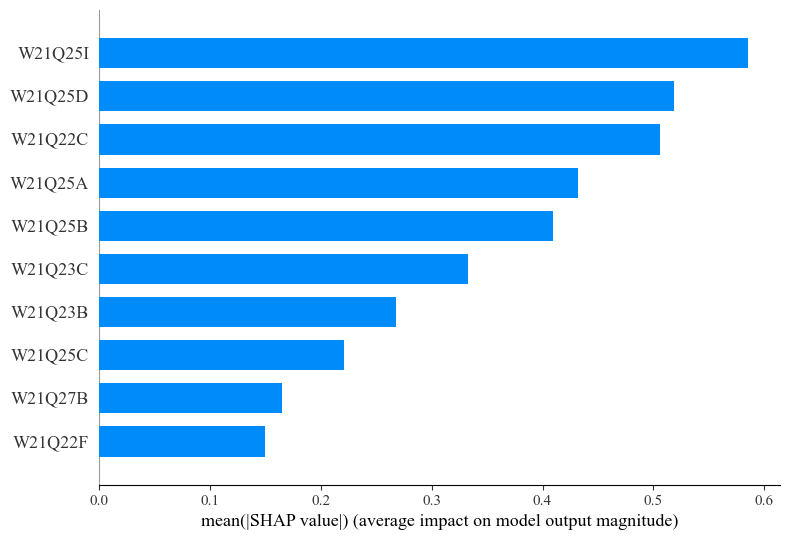 W21Q25I
W21Q25D
W21Q22C
W21Q25A
W21Q25B
W21Q23C
W21Q23B
W21Q25C
W21Q27B
W21Q22F
0.0 0.1 0.2 0.3 0.4 0.5 0.6
mean(|SHAP value|) (average impact on model output magnitude)